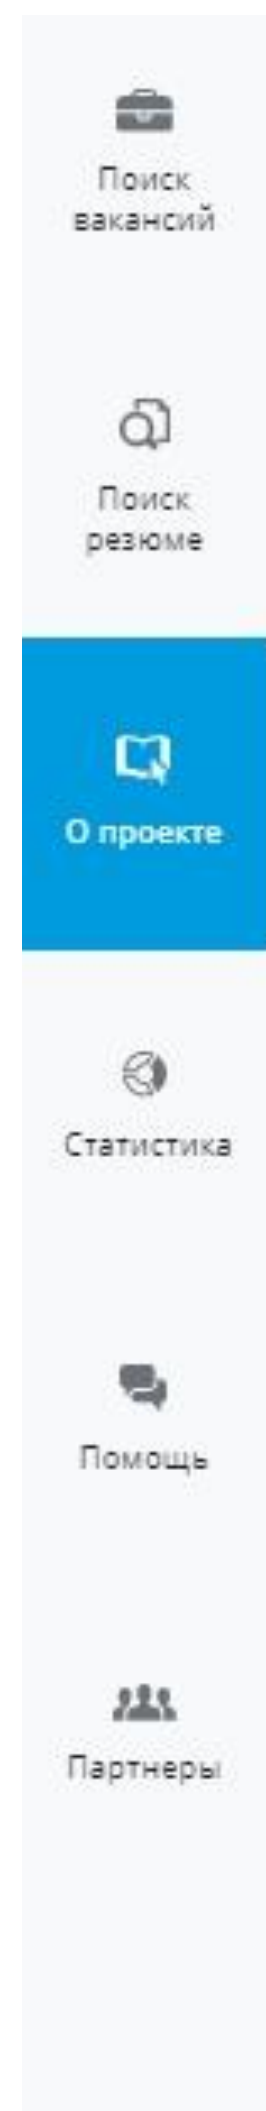 Поиск
вакансий
Поиск
резюме
О проекте
Статистика
Помощь
Партнеры